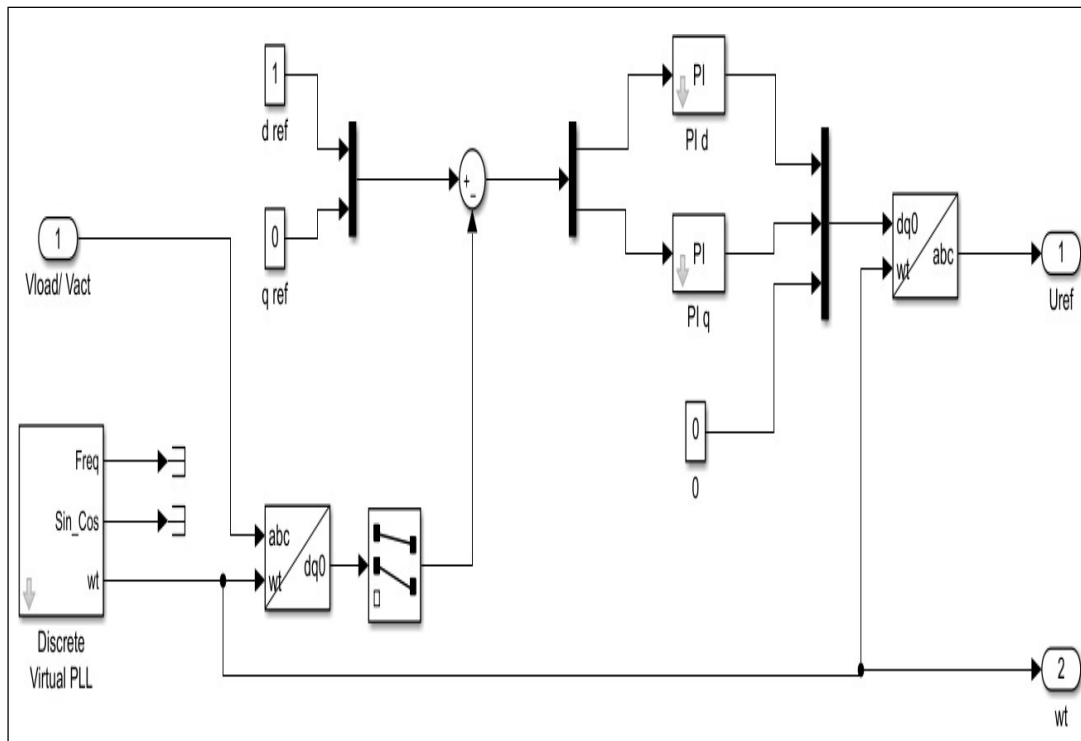 1
d ref
0
q ref
1
Vload/ Vact
+
-
PI
PI d
PI
PI q
0
0
dq0
wt
abc
1
Uref
Freq
Sin_Cos
wt
Discrete
Virtual PLL
abc
wt
dq0
2
wt